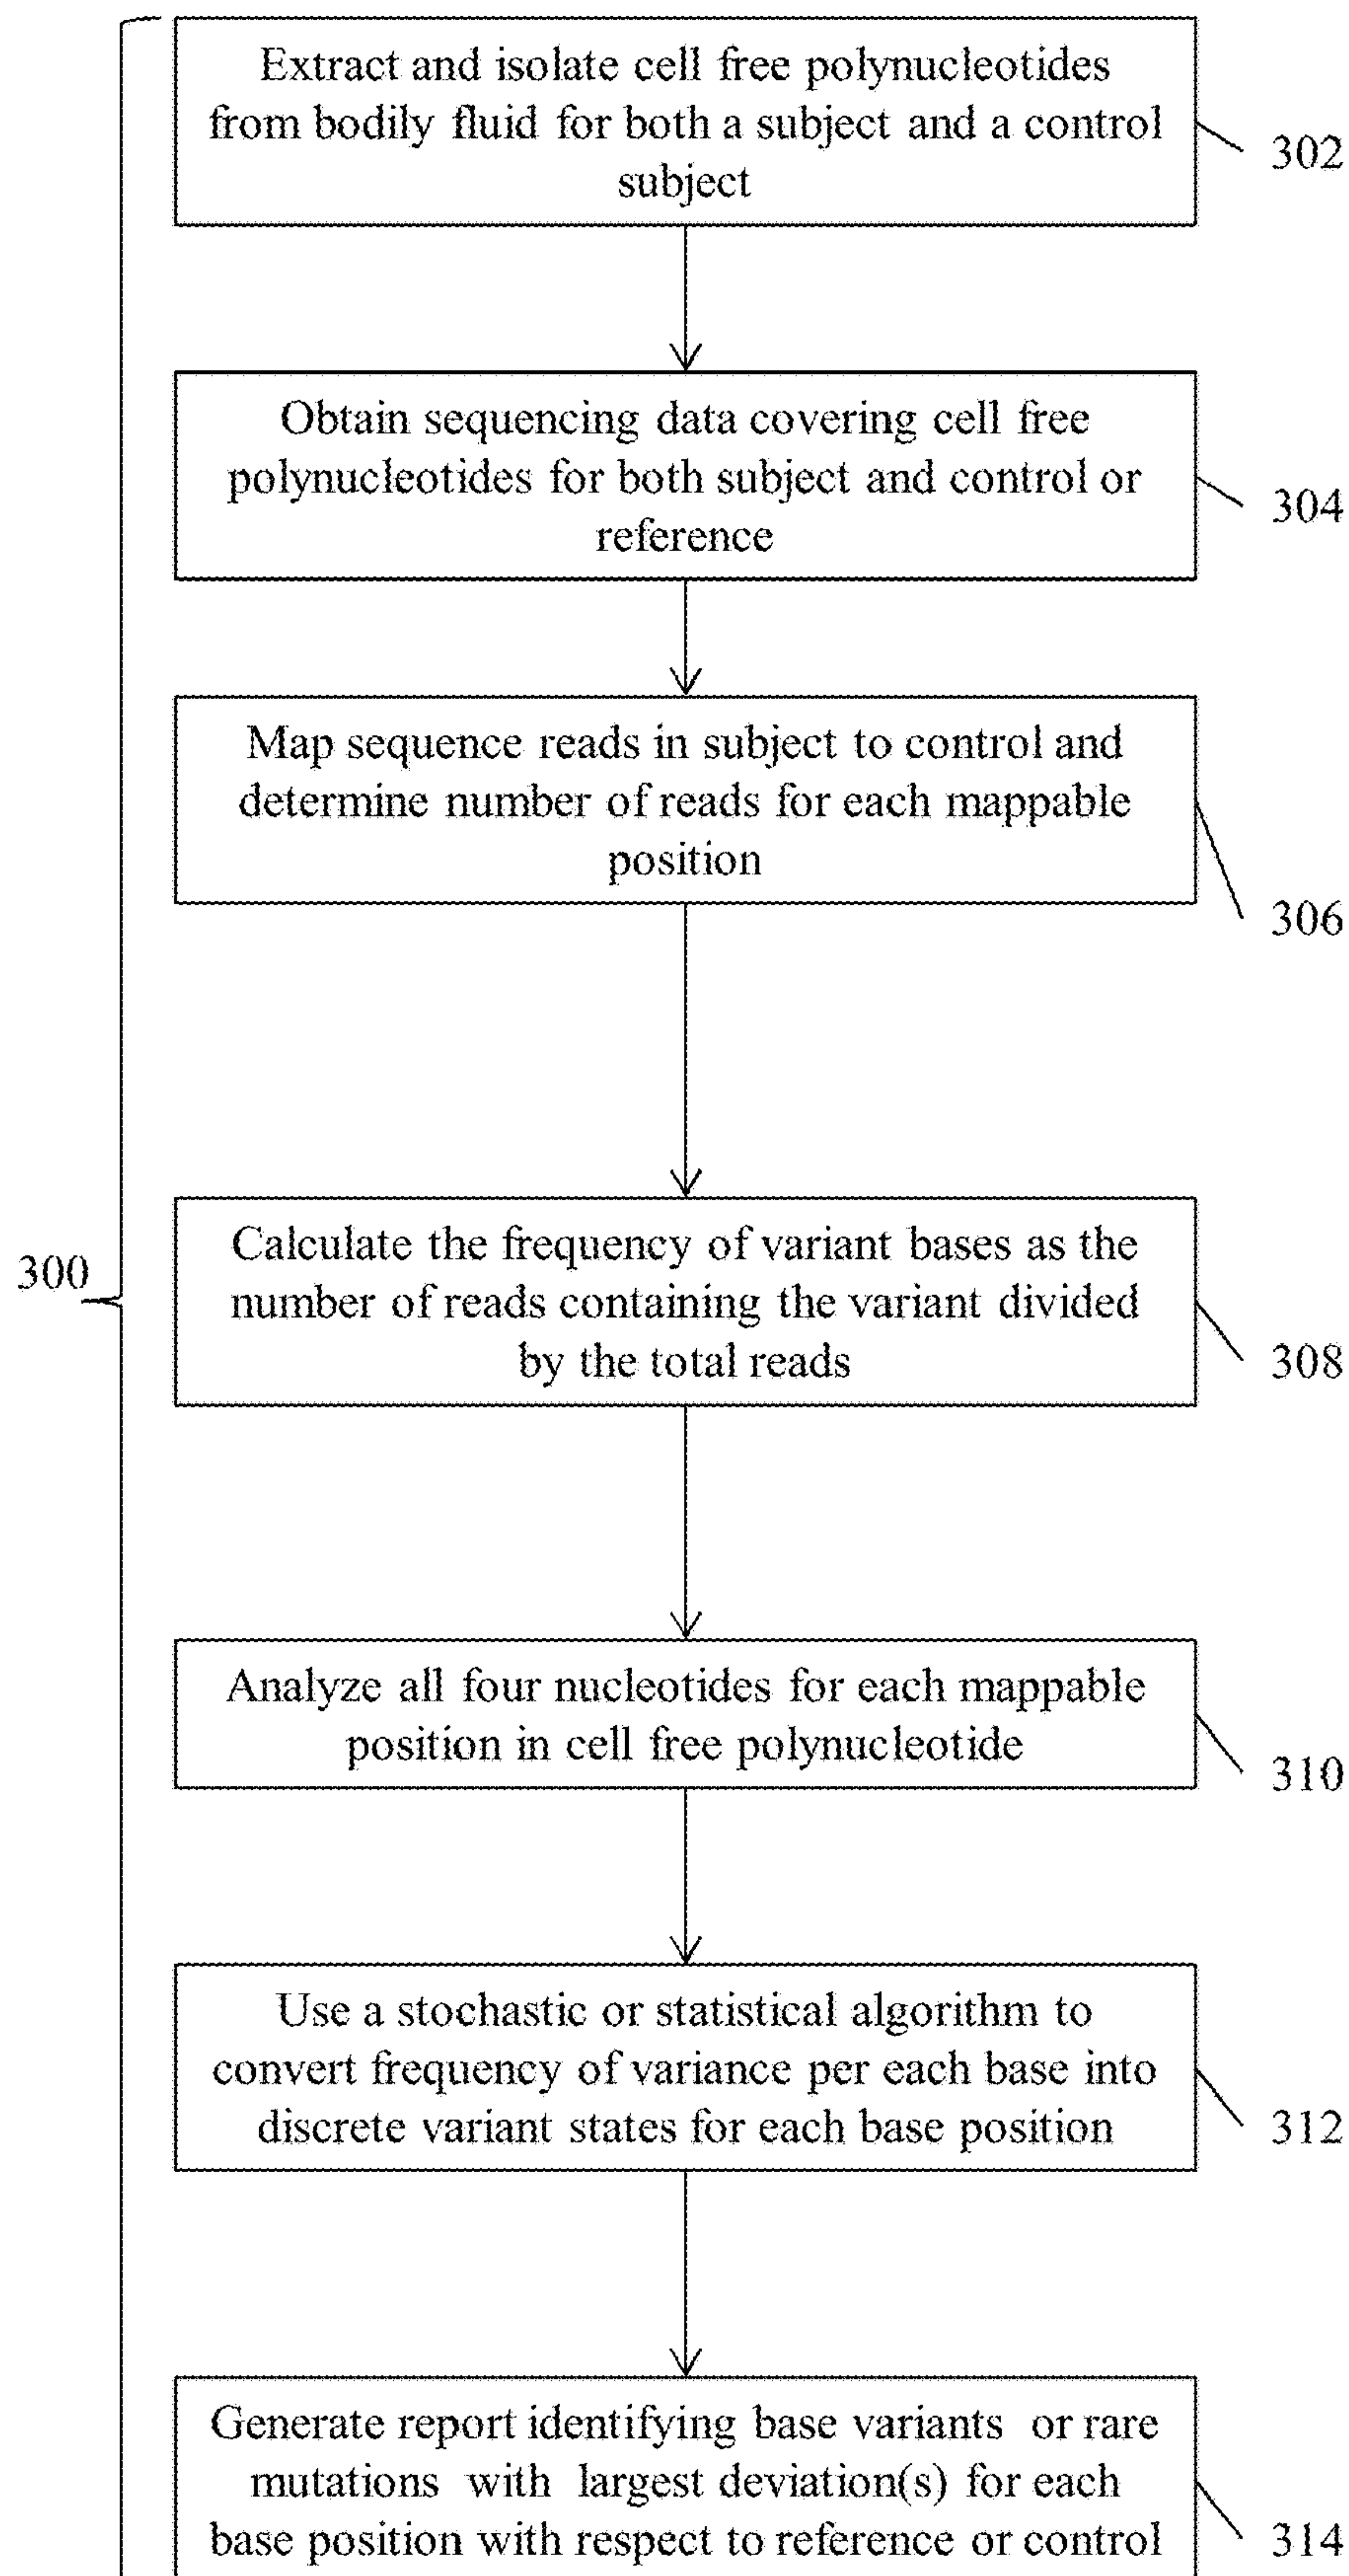 Extract and isolate cell free polynucleotides
from bodily fluid for both a subject and a control
subject
302
Obtain sequencing data covering cell free
polynucleotides for both subject and control or
reference
304
Map sequence reads in subject to control and
determine number of reads for each mappable
position
306
300
Calculate the frequency of variant bases as the
number of reads containing the variant divided
by the total reads
308
Analyze all four nucleotides for each mappable
position in cell free polynucleotide
310
Use a stochastic or statistical algorithm to
convert frequency of variance per each base into
discrete variant states for each base position
312
Generate report identifying base variants or rare
mutations with largest deviation(s) for each
base position with respect to reference or control
314